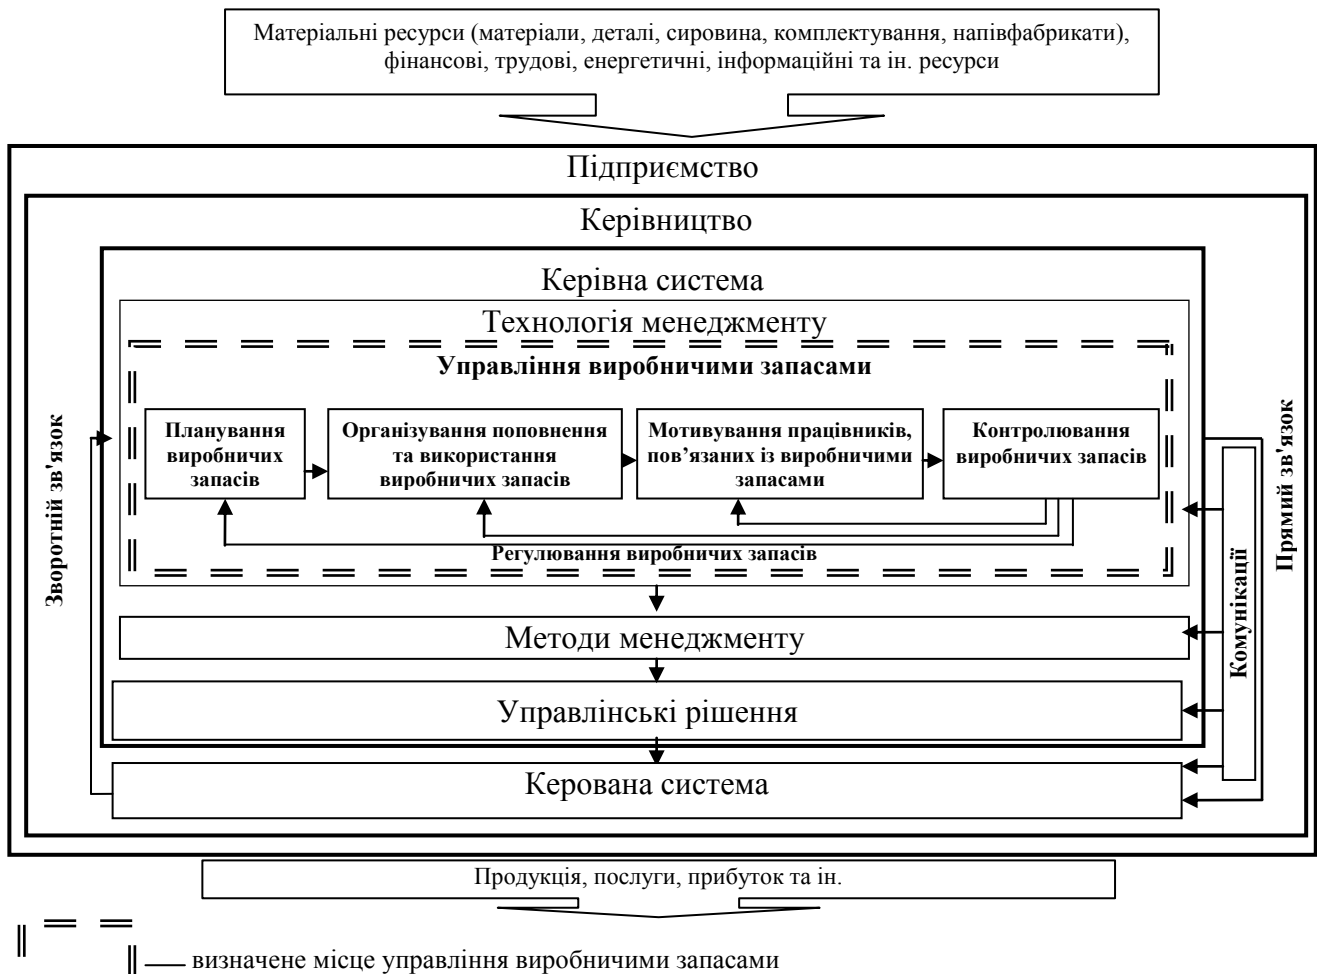 Матеріальні ресурси (матеріали, деталі, сировина, комплектування, напівфабрикати),
фінансові, трудові, енергетичні, інформаційні та ін. ресурси
Підприємство
Керівництво
Керівна система
Технологія менеджменту
Управління виробничими запасами
Планування
виробничих
запасів
Організування поповнення
та використання
виробничих запасів
Мотивування працівників,
пов’язаних із виробничими
запасами
Контролювання
виробничих запасів
Регулювання виробничих запасів
Зворотній зв'язок
Прямий зв'язок
Комунікації
Методи менеджменту
Управлінські рішення
Керована система
Продукція, послуги, прибуток та ін.
— визначене місце управління виробничими запасами